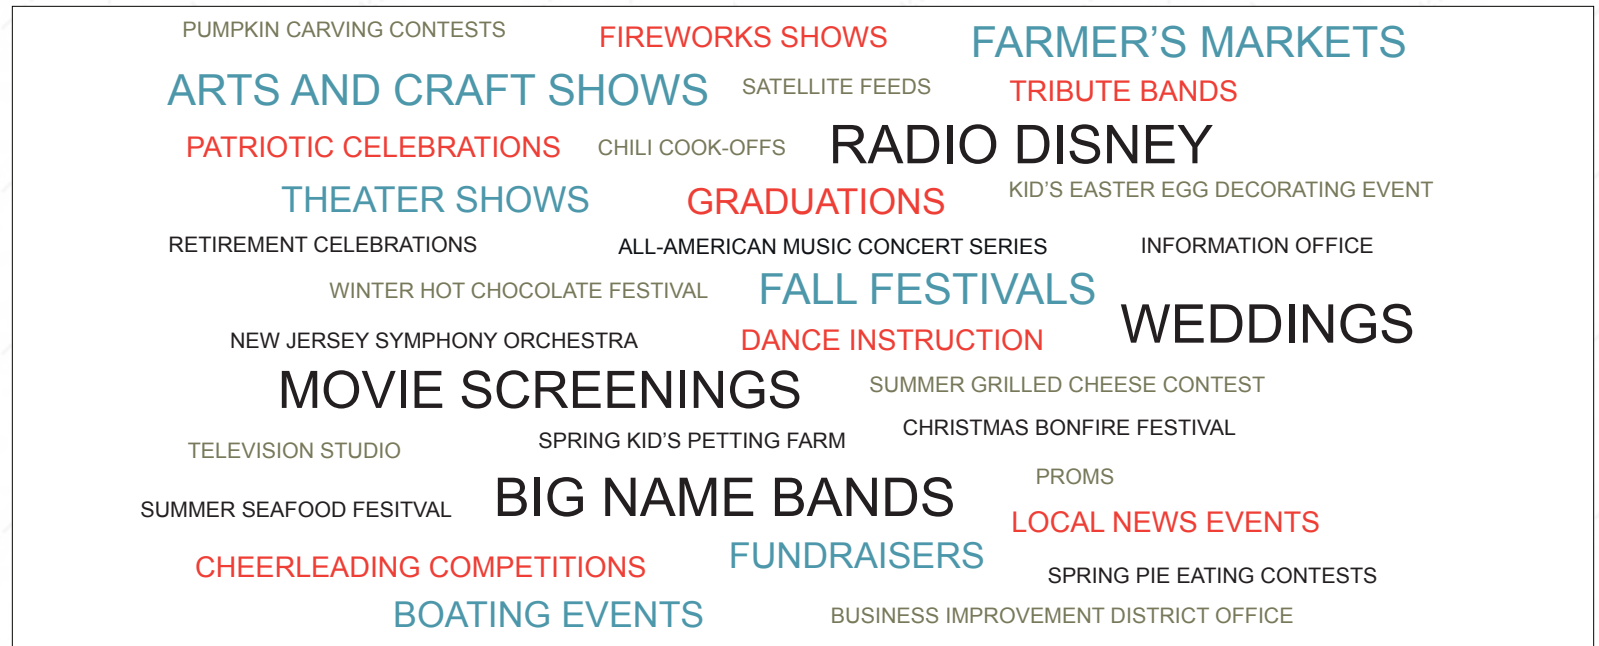 PUMPKIN CARVING CONTESTS
FIREWORKS SHOWS
FARMER'S MARKETS
ARTS AND CRAFT SHOWS
SATELLITE FEEDS
TRIBUTE BANDS
PATRIOTIC CELEBRATIONS
CHILI COOK-OFFS
RADIO DISNEY
THEATER SHOWS
GRADUATIONS
KID'S EASTER EGG DECORATING EVENT
RETIREMENT CELEBRATIONS
ALL-AMERICAN MUSIC CONCERT SERIES
INFORMATION OFFICE
WINTER HOT CHOCOLATE FESTIVAL
FALL FESTIVALS
WEDDINGS
NEW JERSEY SYMPHONY ORCHESTRA
DANCE INSTRUCTION
MOVIE SCREENINGS
SUMMER GRILLED CHEESE CONTEST
TELEVISION STUDIO
SPRING KID'S PETTING FARM
CHRISTMAS BONFIRE FESTIVAL
SUMMER SEAFOOD FESITVAL
BIG NAME BANDS
PROMS
LOCAL NEWS EVENTS
CHEERLEADING COMPETITIONS
FUNDRAISERS
SPRING PIE EATING CONTESTS
BOATING EVENTS
BUSINESS IMPROVEMENT DISTRICT OFFICE